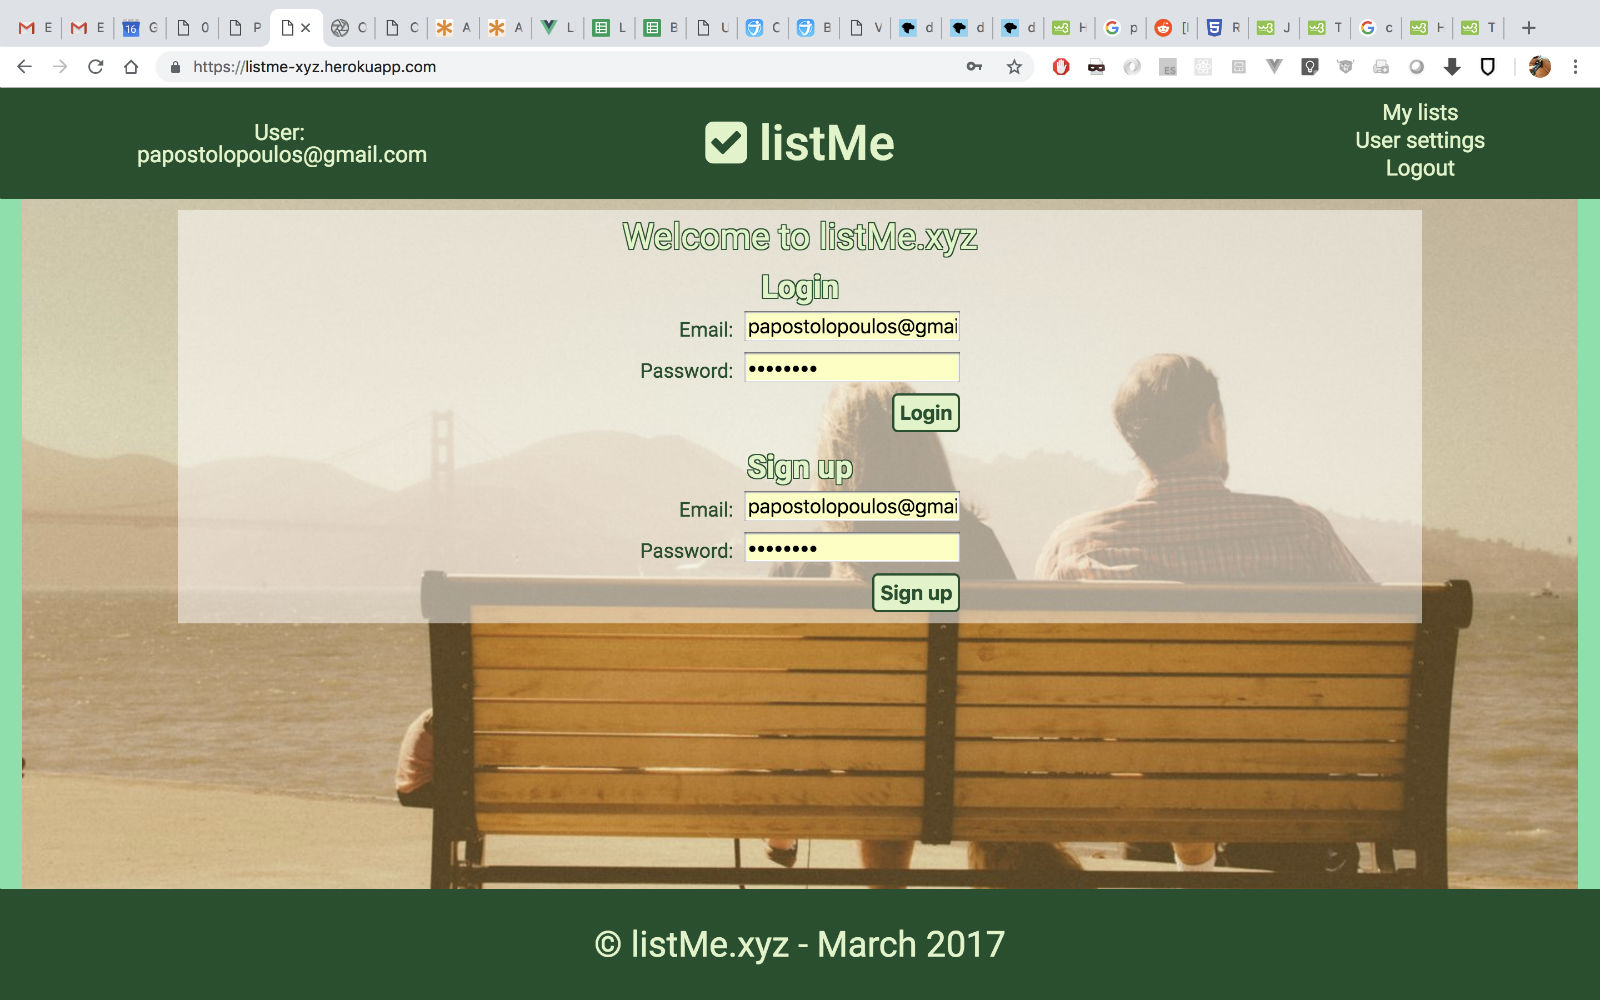 E E 16 G 0 P C C A A L L B U C B V d d d H p [I R J T c H T
https://listme-xyz.herokuapp.com
ES
User:
papostolopoulos@gmail.com
listMe
My lists
User settings
Logout
Welcome to listMe.xyz
Login
Email: papostolopoulos@gmai
Password: ••••••••
Login
Sign up
Email: papostolopoulos@gmai
Password: ••••••••
Sign up
© listMe.xyz - March 2017